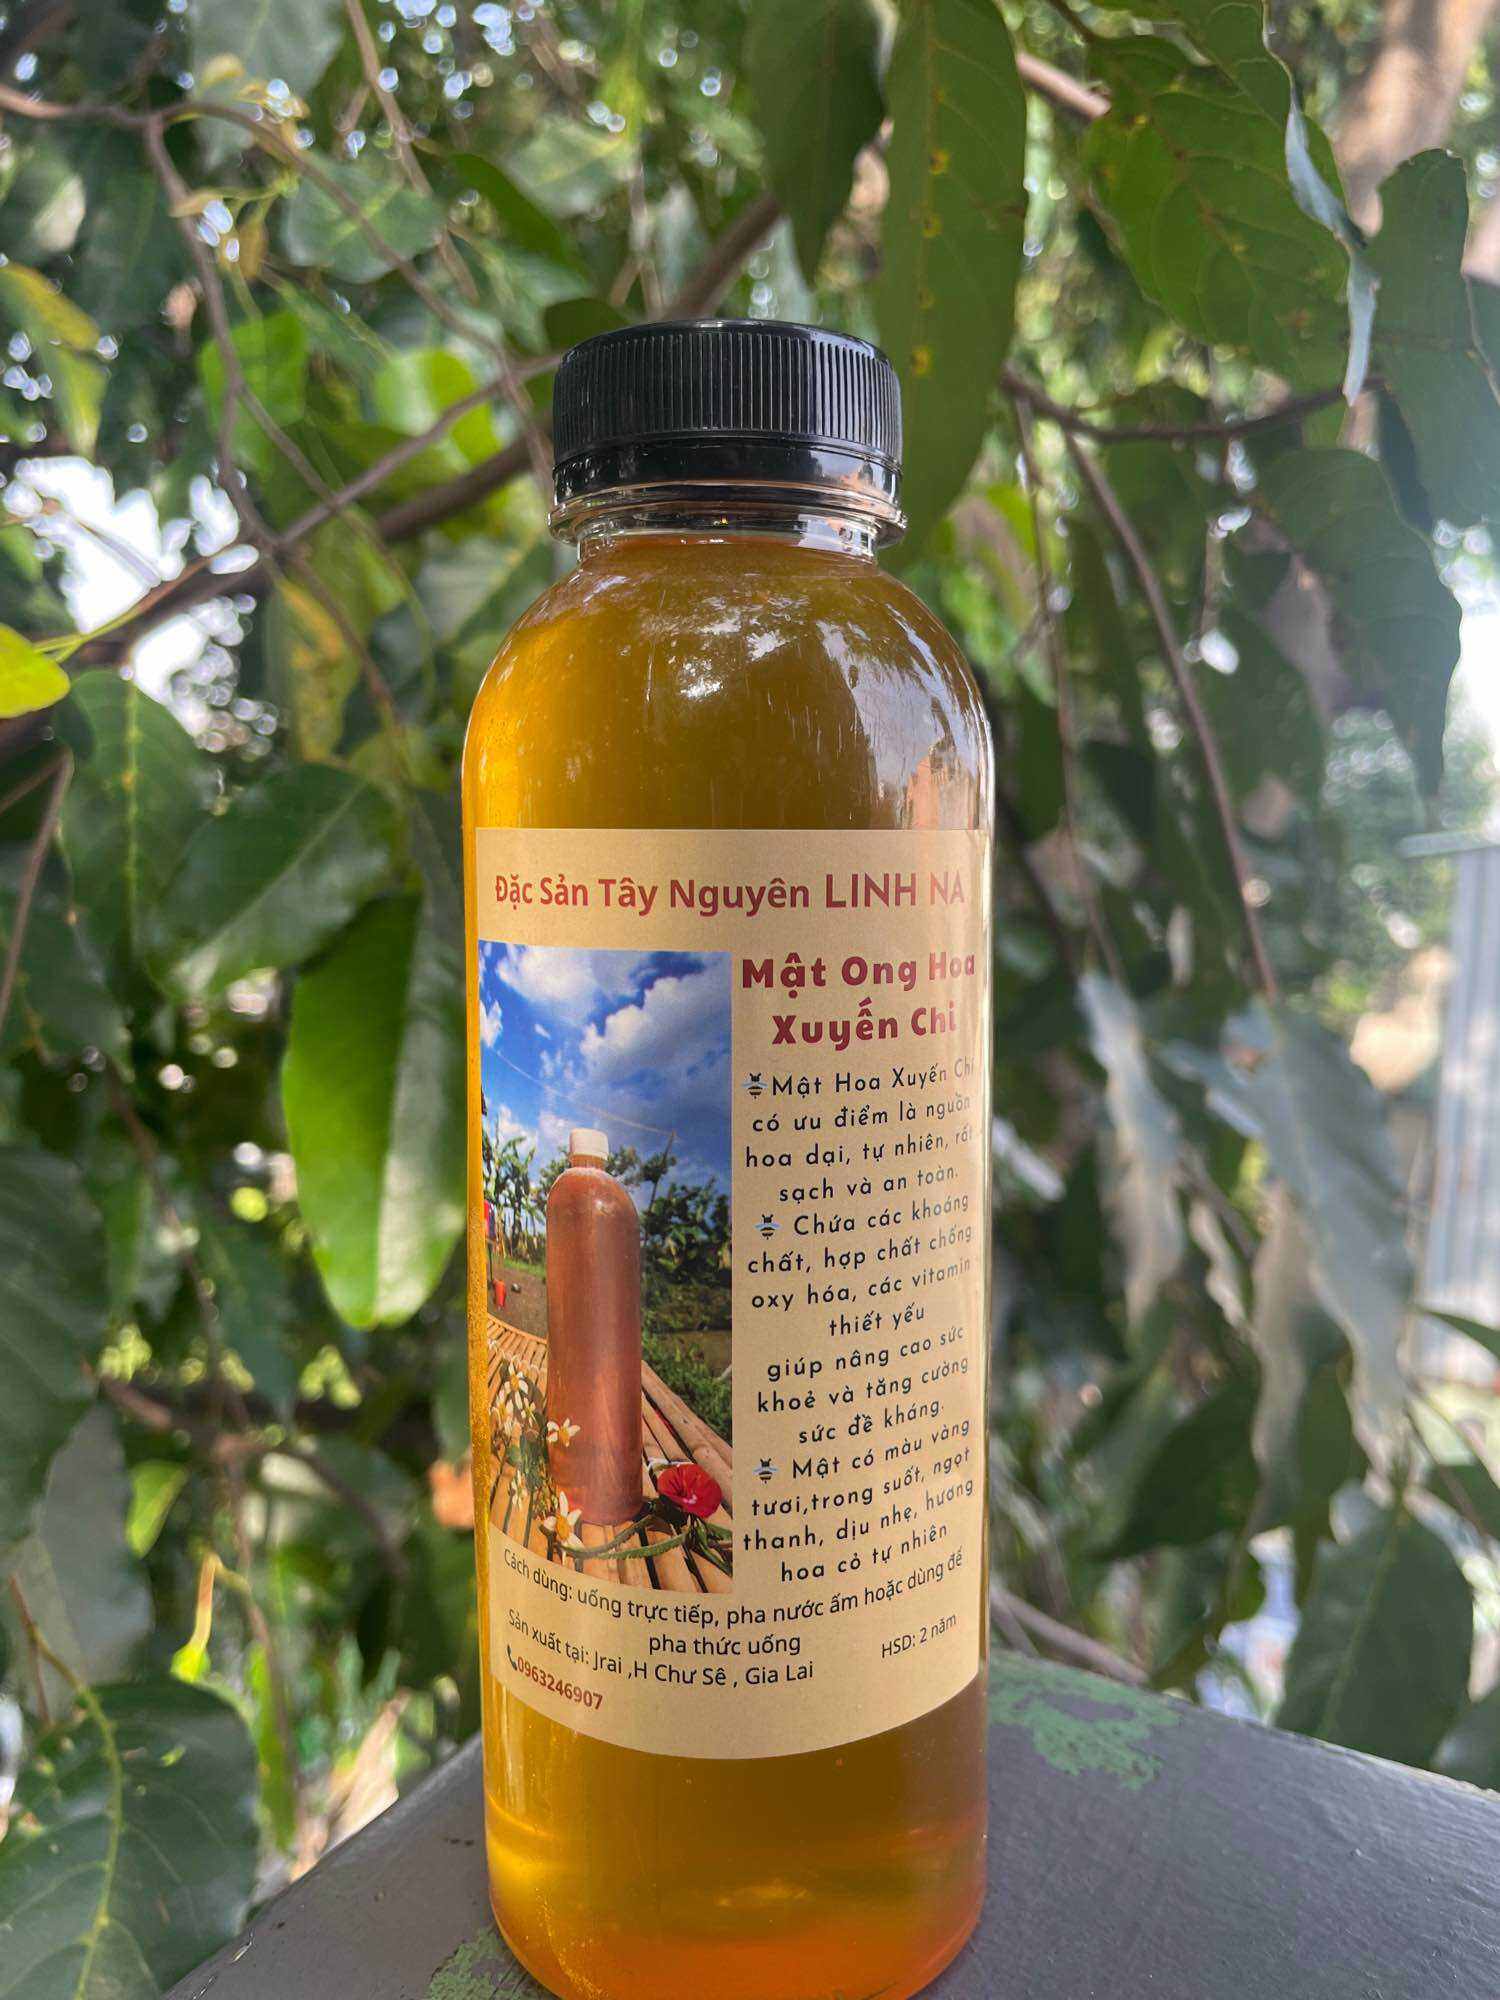 Đặc Sản Tây Nguyên LINH NA
Mật Ong Hoa
Xuyến Chi
Mật Hoa Xuyến Chi
có ưu điểm là nguồn
hoa dại, tự nhiên, rất
sạch và an toàn.
Chứa các khoáng
chất, hợp chất chống
oxy hóa, các vitamin
thiết yếu
giúp nâng cao sức
khoẻ và tăng cường
sức đề kháng.
Mật có màu vàng
tươi,trong suốt, ngọt
thanh, dịu nhẹ, hương
hoa cỏ tự nhiên
Cách dùng: uống trực tiếp, pha nước ấm hoặc dùng để
pha thức uống
Sản xuất tại: Jrai ,H Chư Sê , Gia Lai
HSD: 2 năm
0963246907